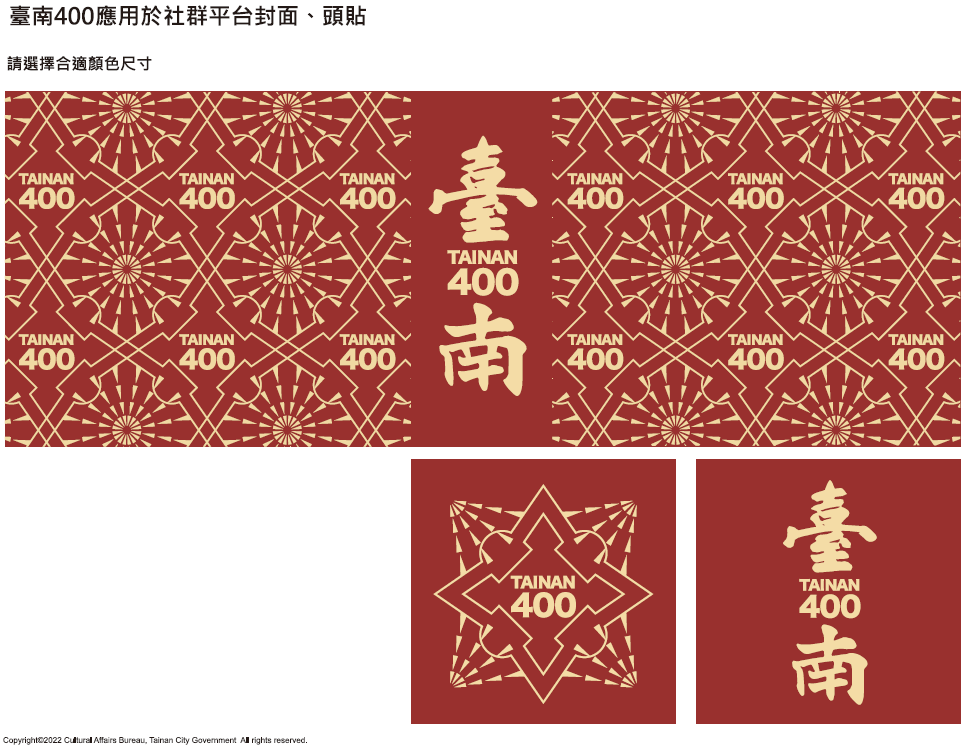 臺南400應用於社群平台封面、頭貼
請選擇合適顏色尺寸
TAINAN
400
TAINAN
400
TAINAN
400
臺
TAINAN
400
南
TAINAN
400
TAINAN
400
TAINAN
400
TAINAN
400
TAINAN
400
TAINAN
400
TAINAN
400
TAINAN
400
TAINAN
400
TAINAN
400
臺
TAINAN
400
南
Copyright©2022 Cultural Affairs Bureau, Tainan City Government All rights reserved.